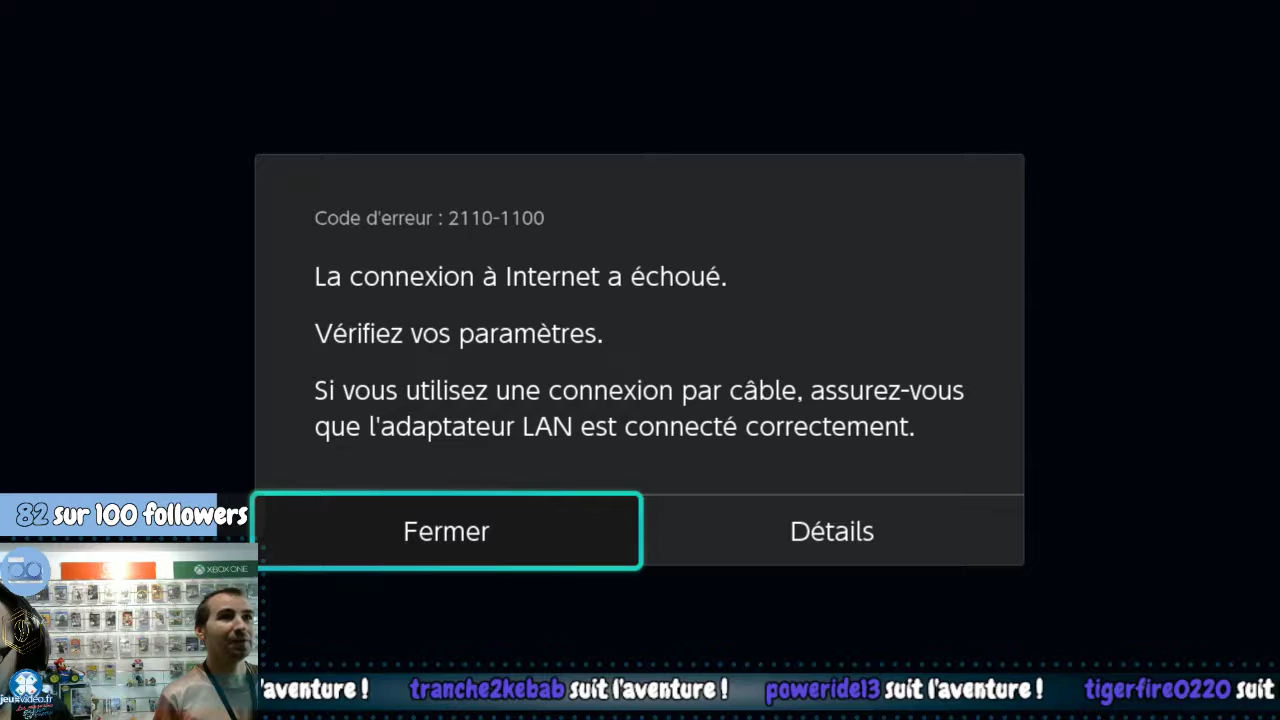 Code d'erreur : 2110-1100
La connexion à Internet a échoué.
Vérifiez vos paramètres.
Si vous utilisez une connexion par câble, assurez-vous
que l'adaptateur LAN est connecté correctement.
Fermer
Détails
82 sur 100 followers
XBOX ONE
jeuxvidéo.fr
l'aventure ! tranche2kebab suit l'aventure ! poweride13 suit l'aventure ! tigerfire0220 suit